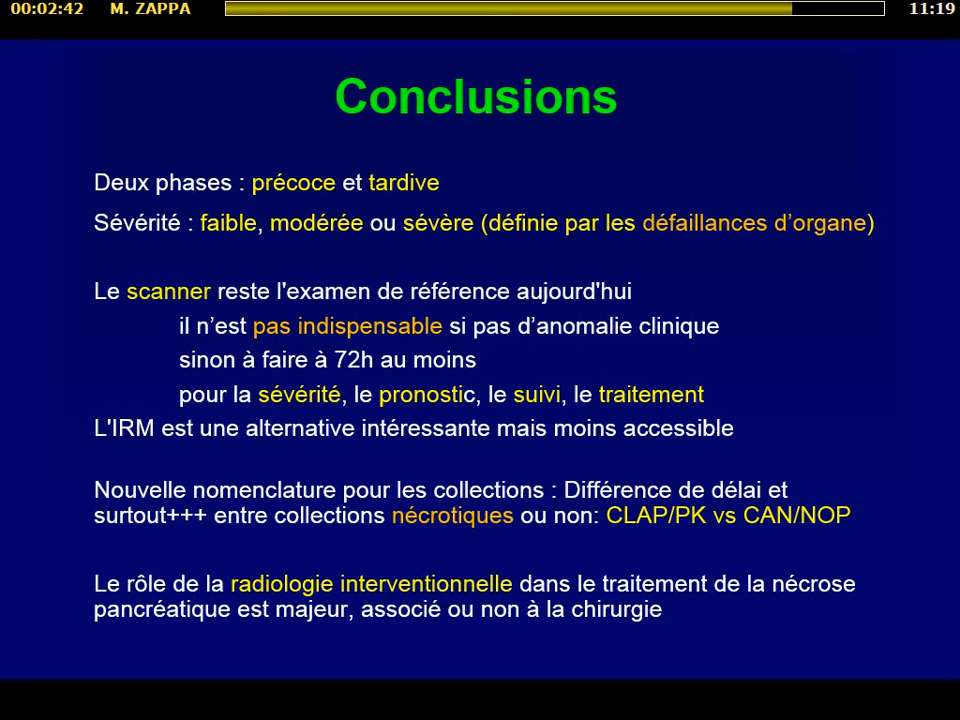 00:02:42 M. ZAPPA 11:19
Conclusions
Deux phases : précoce et tardive
Sévérité : faible, modérée ou sévère (définie par les défaillances d’organe)
Le scanner reste l'examen de référence aujourd'hui
il n’est pas indispensable si pas d’anomalie clinique
sinon à faire à 72h au moins
pour la sévérité, le pronostic, le suivi, le traitement
L'IRM est une alternative intéressante mais moins accessible
Nouvelle nomenclature pour les collections : Différence de délai et
surtout+++ entre collections nécrotiques ou non: CLAP/PK vs CAN/NOP
Le rôle de la radiologie interventionnelle dans le traitement de la nécrose
pancréatique est majeur, associé ou non à la chirurgie